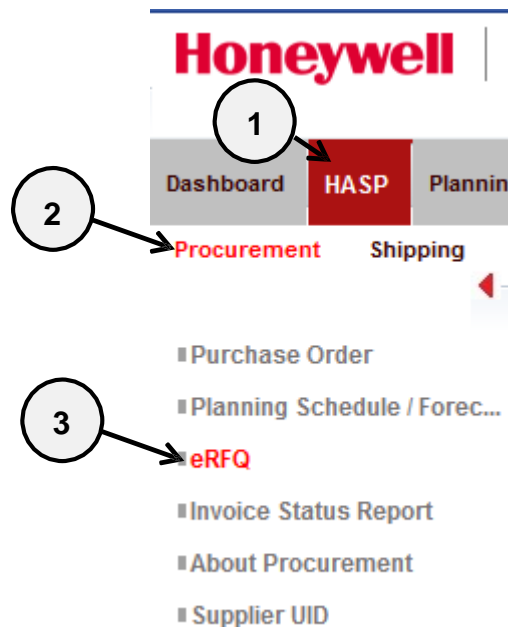 Honeywell
1
Dashboard HASP Plannin
2
Procurement Shipping
Purchase Order
Planning Schedule / Forec...
3
eRFQ
Invoice Status Report
About Procurement
Supplier UID